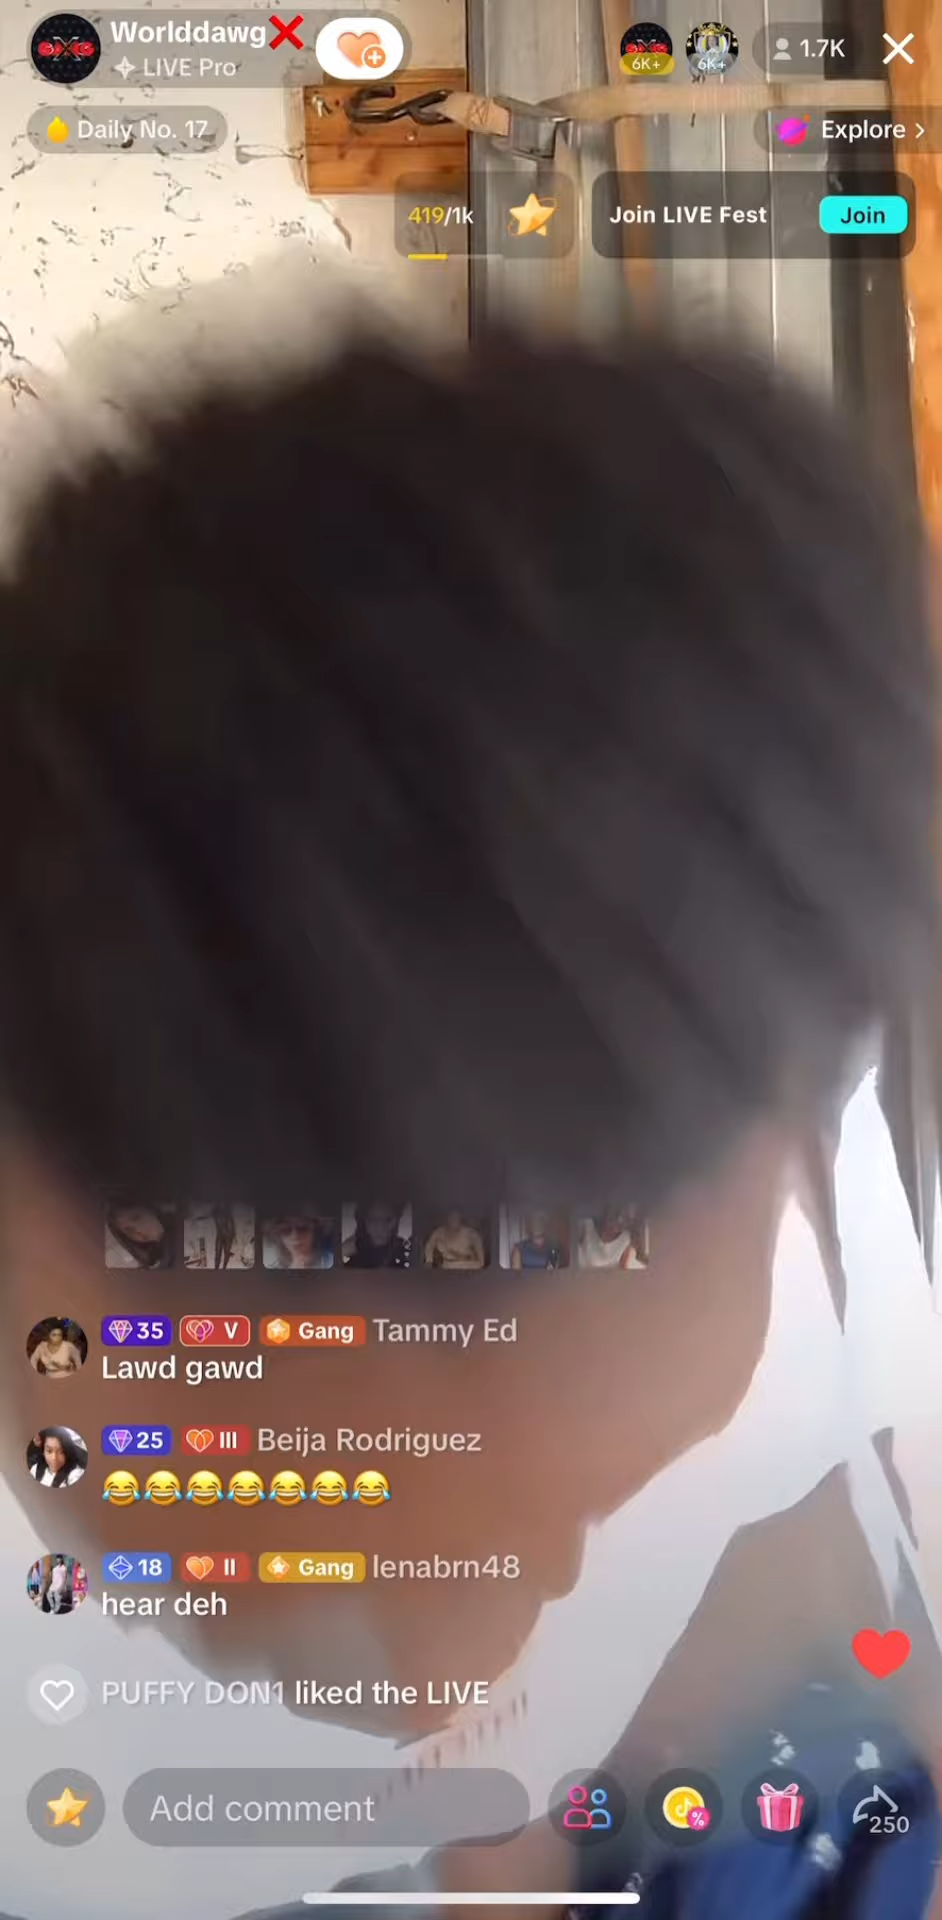 Worlddawg❌
LIVE Pro
6K+
6K+
1.7K
Daily No. 17
Explore >
419/1k
Join LIVE Fest
Join
35 V Gang Tammy Ed
Lawd gawd
25 III Beija Rodriguez
😂😂😂😂😂😂😂
18 II Gang lenabrn48
hear deh
PUFFY DON1 liked the LIVE
Add comment
%
250